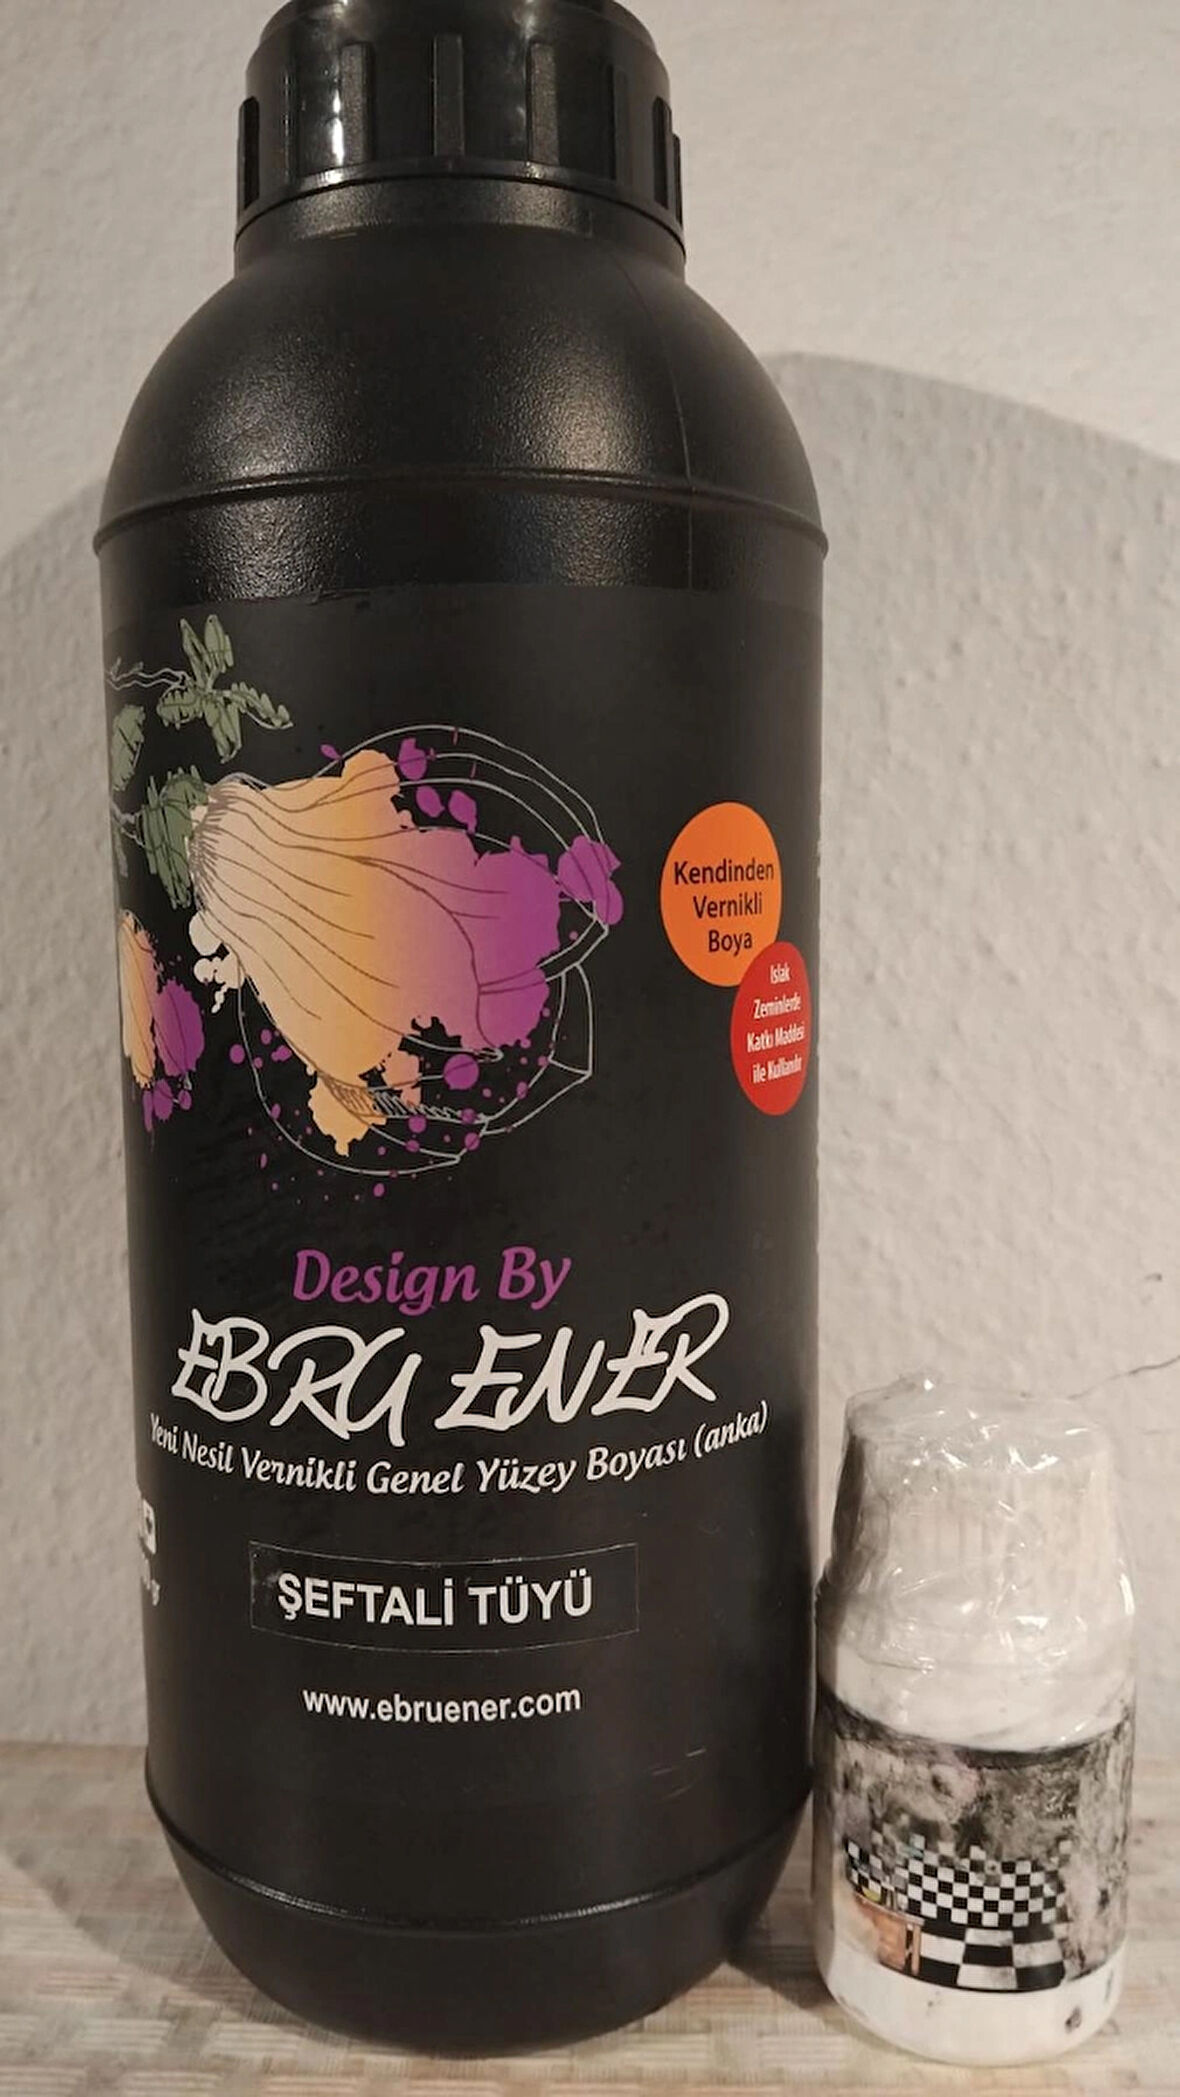 Kendinden
Vernikli
Boya
Islak
Zeminlerde
Katkı Maddesi
ile Kullanılır
Design By
EBRU ENER
Yeni Nesil Vernikli Genel Yüzey Boyası (anka)
ŞEFTALİ TÜYÜ
www.ebruener.com